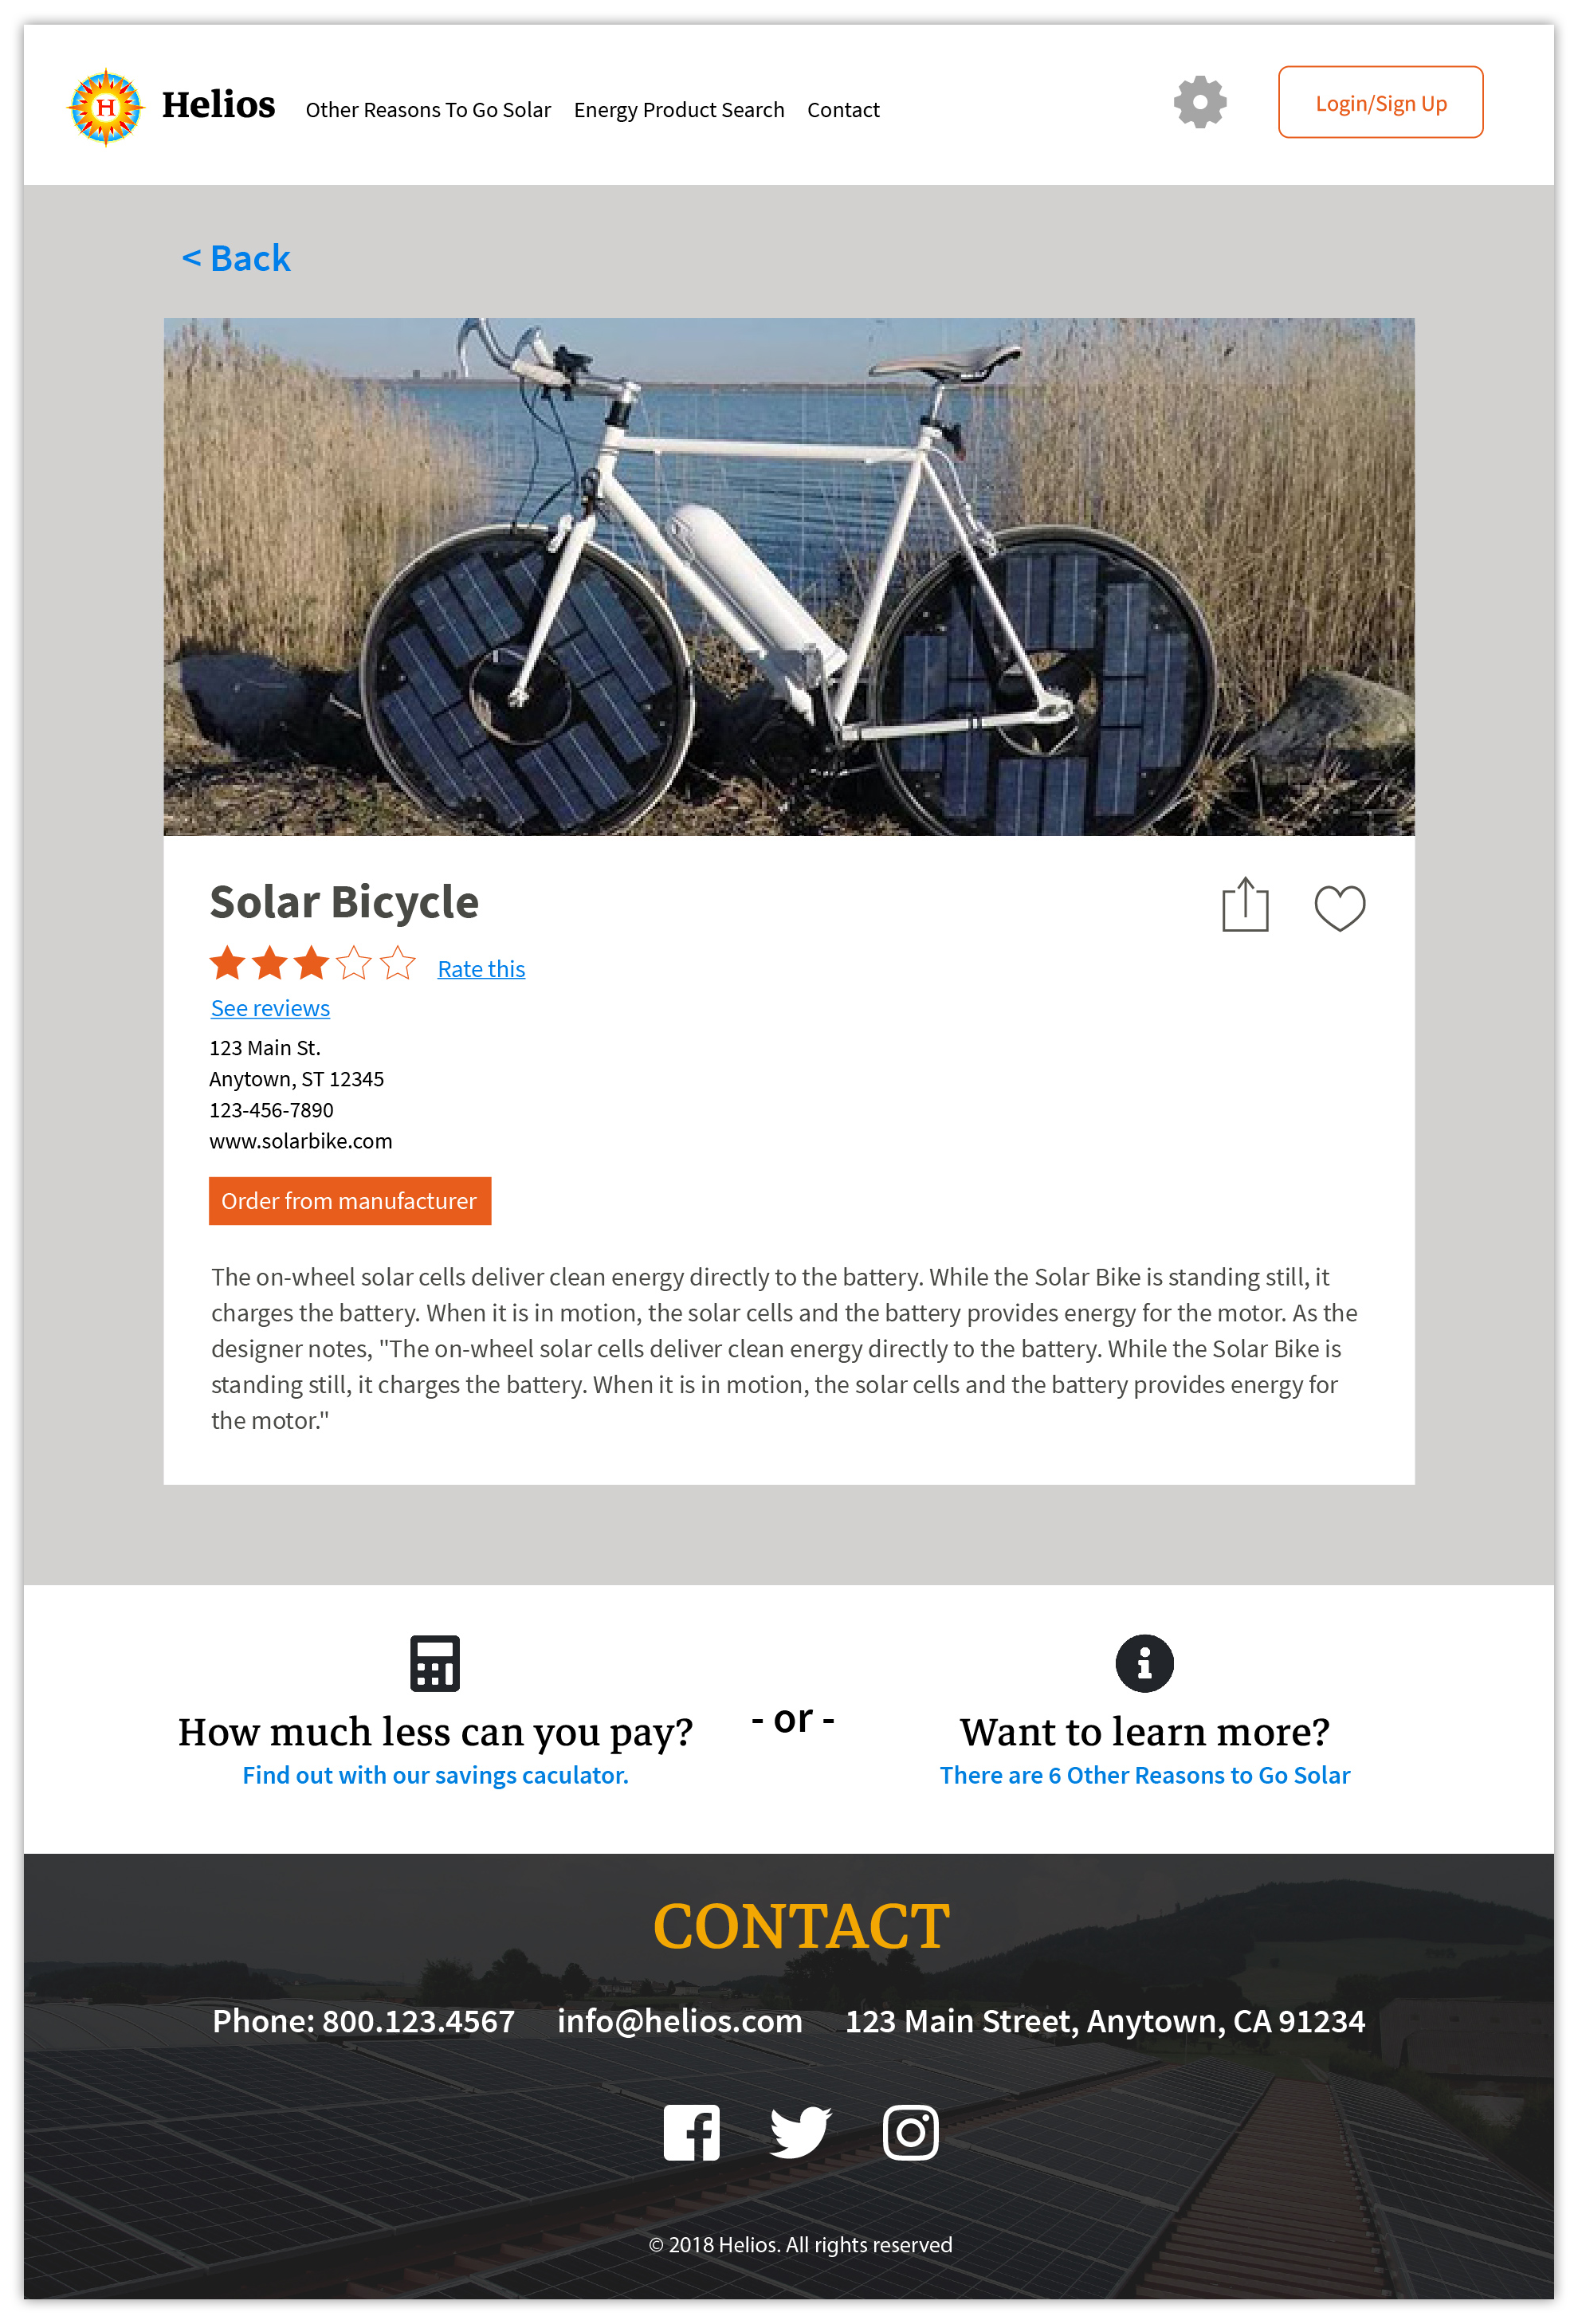 H
Helios
Other Reasons To Go Solar
Energy Product Search
Contact
Login/Sign Up
< Back
Solar Bicycle
Rate this
See reviews
123 Main St.
Anytown, ST 12345
123-456-7890
www.solarbike.com
Order from manufacturer
The on-wheel solar cells deliver clean energy directly to the battery. While the Solar Bike is standing still, it
charges the battery. When it is in motion, the solar cells and the battery provides energy for the motor. As the
designer notes, "The on-wheel solar cells deliver clean energy directly to the battery. While the Solar Bike is
standing still, it charges the battery. When it is in motion, the solar cells and the battery provides energy for
the motor."
How much less can you pay?
Find out with our savings caculator.
- or -
Want to learn more?
There are 6 Other Reasons to Go Solar
CONTACT
Phone: 800.123.4567
info@helios.com
123 Main Street, Anytown, CA 91234
© 2018 Helios. All rights reserved